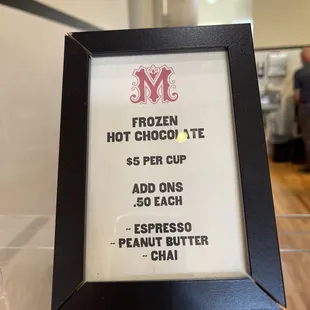 M
FROZEN
HOT CHOCOLATE
$5 PER CUP
ADD ONS
.50 EACH
~ ESPRESSO
~ PEANUT BUTTER
~ CHAI